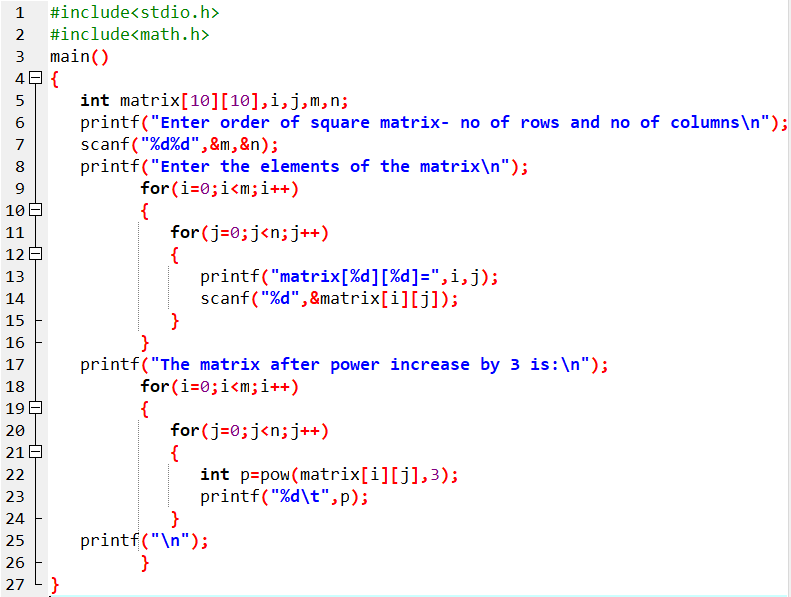 1 #include<stdio.h>
2 #include<math.h>
3 main()
4 {
5 int matrix[10][10],i,j,m,n;
6 printf("Enter order of square matrix- no of rows and no of columns\n");
7 scanf("%d%d",&m,&n);
8 printf("Enter the elements of the matrix\n");
9 for(i=0;i<m;i++)
10 {
11 for(j=0;j<n;j++)
12 {
13 printf("matrix[%d][%d]=",i,j);
14 scanf("%d",&matrix[i][j]);
15 }
16 }
17 printf("The matrix after power increase by 3 is:\n");
18 for(i=0;i<m;i++)
19 {
20 for(j=0;j<n;j++)
21 {
22 int p=pow(matrix[i][j],3);
23 printf("%d\t",p);
24 }
25 printf("\n");
26 }
27 }